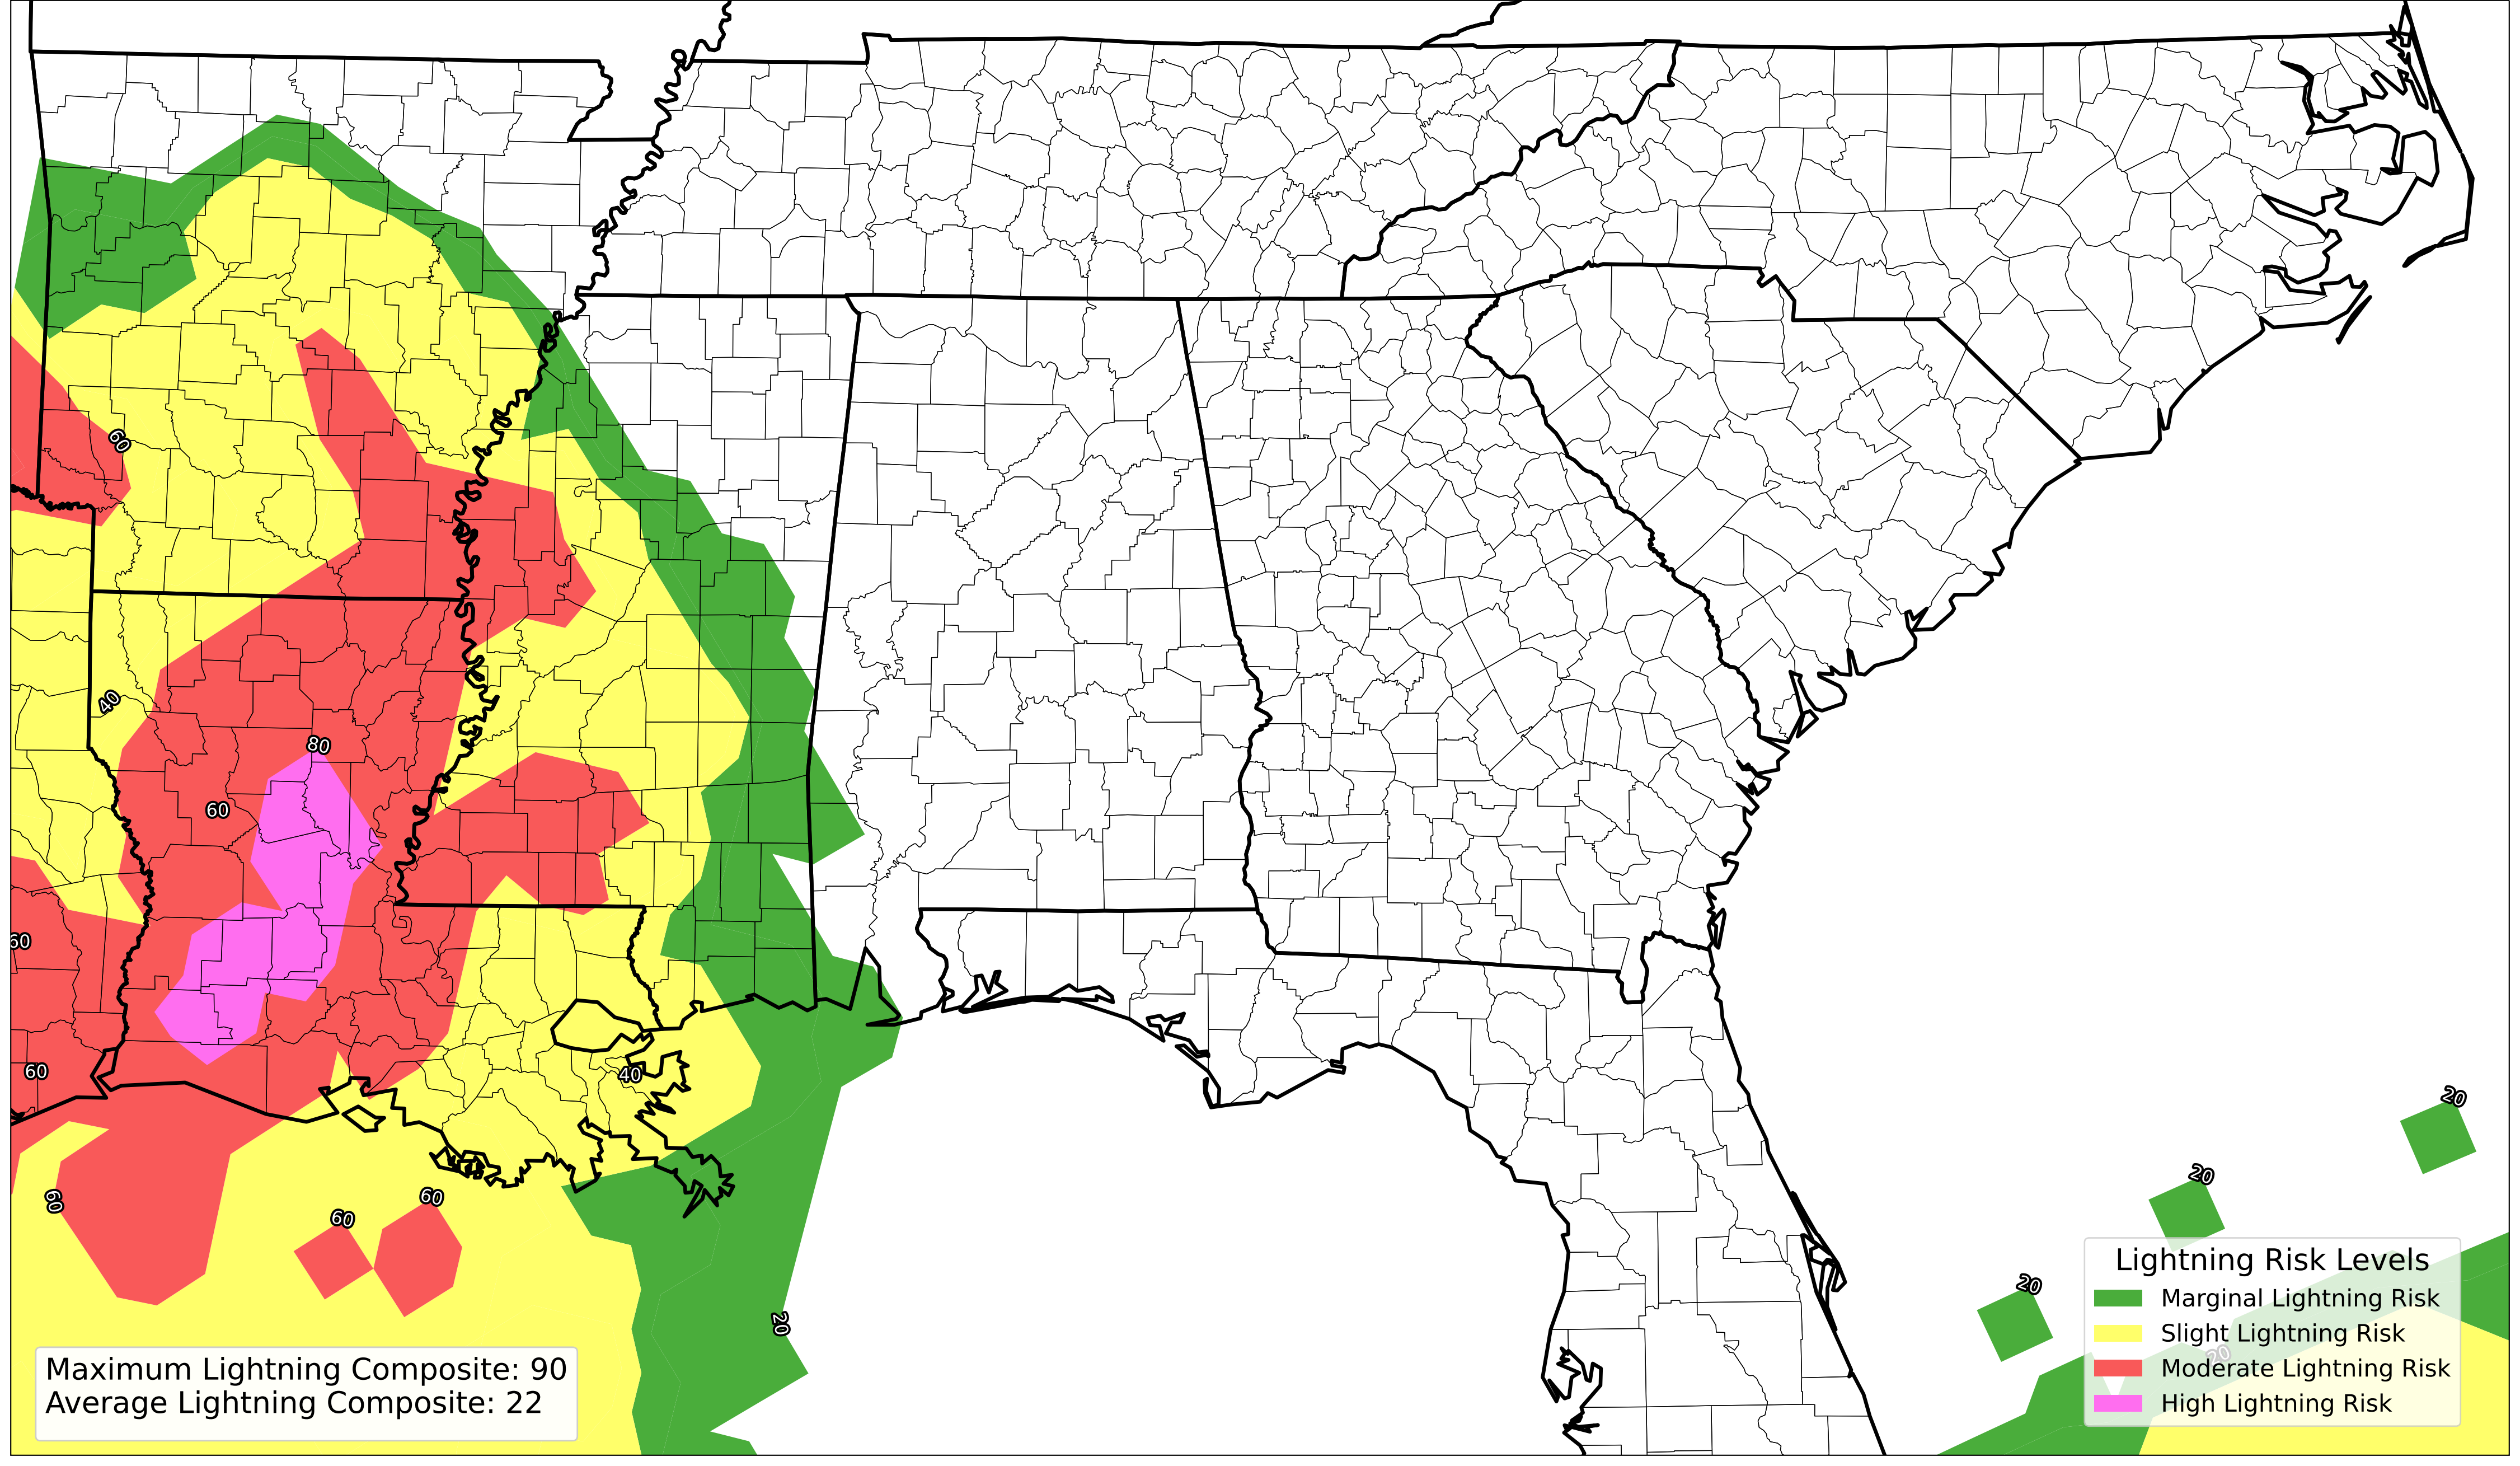 60
40
80
60
60
60
40
60
60
60
20
20
20
20
20
Lightning Risk Levels
Marginal Lightning Risk
Slight Lightning Risk
Moderate Lightning Risk
High Lightning Risk
Maximum Lightning Composite: 90
Average Lightning Composite: 22